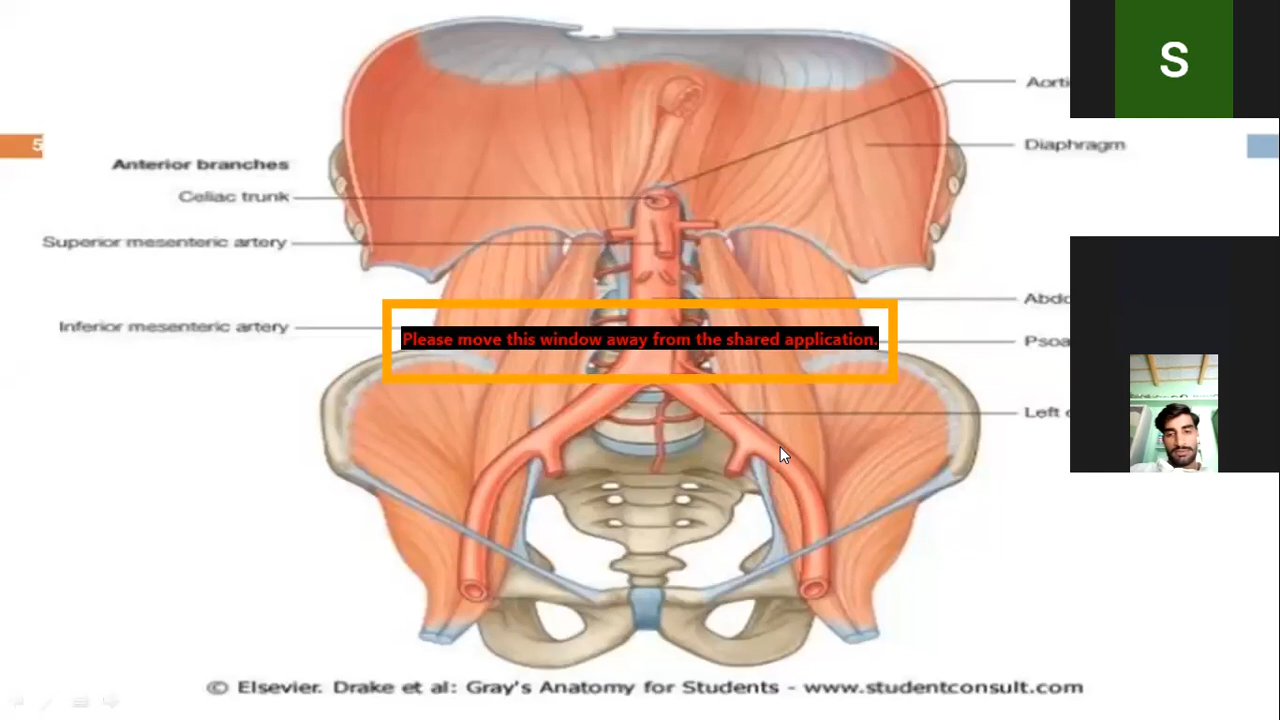 S
Aorti
5
Diaphragm
Anterior branches
Celiac trunk
Superior mesenteric artery
Abdo
Inferior mesenteric artery
Please move this window away from the shared application.
Psoa
Left
© Elsevier. Drake et al: Gray's Anatomy for Students - www.studentconsult.com